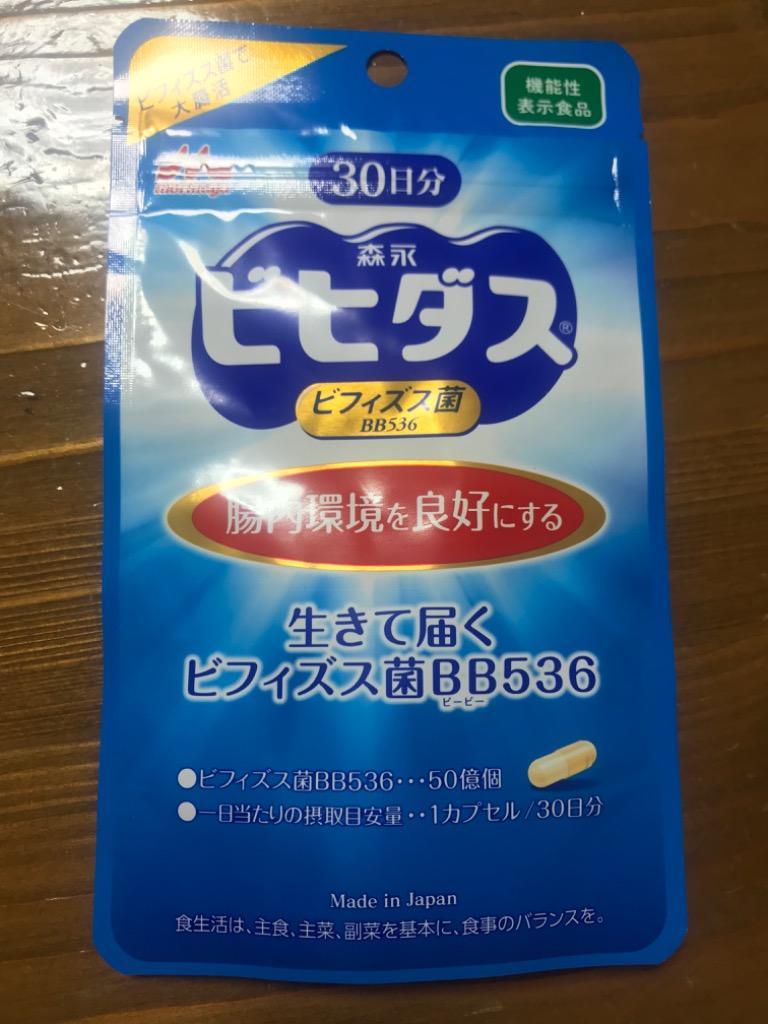 ビフィズス菌で
大腸活
機能性
表示食品
morinaga
30日分
森永
ビヒダス®
ビフィズス菌
BB536
腸内環境を良好にする
生きて届く
ビフィズス菌BB536
ビービー
●ビフィズス菌BB536・・・50億個
●一日当たりの摂取目安量・・1カプセル/30日分
Made in Japan
食生活は、主食、主菜、副菜を基本に、食事のバランスを。